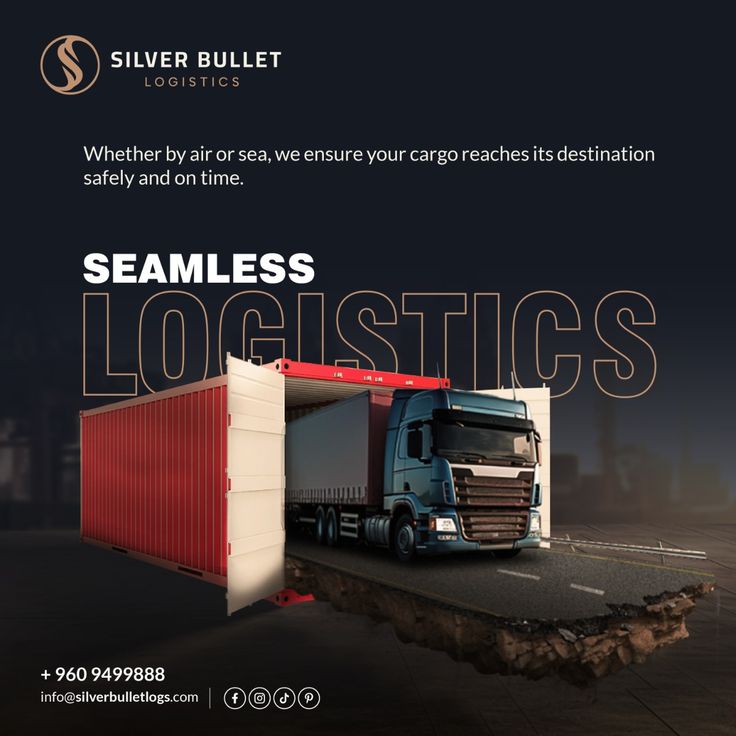 SILVER BULLET
LOGISTICS
Whether by air or sea, we ensure your cargo reaches its destination
safely and on time.
SEAMLESS
LOGISTICS
+ 960 9499888
info@silverbulletlogs.com